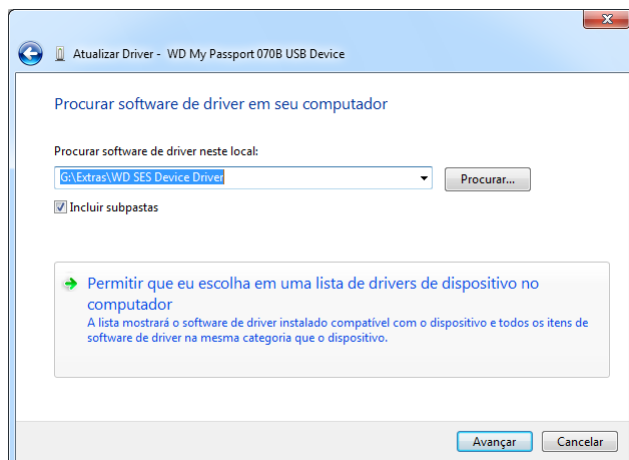 Atualizar Driver - WD My Passport 070B USB Device
Procurar software de driver em seu computador
Procurar software de driver neste local:
G:\Extras\WD SES Device Driver
Procurar...
Incluir subpastas
Permitir que eu escolha em uma lista de drivers de dispositivo no
computador
A lista mostrará o software de driver instalado compatível com o dispositivo e todos os itens de
software de driver na mesma categoria que o dispositivo.
Avançar
Cancelar